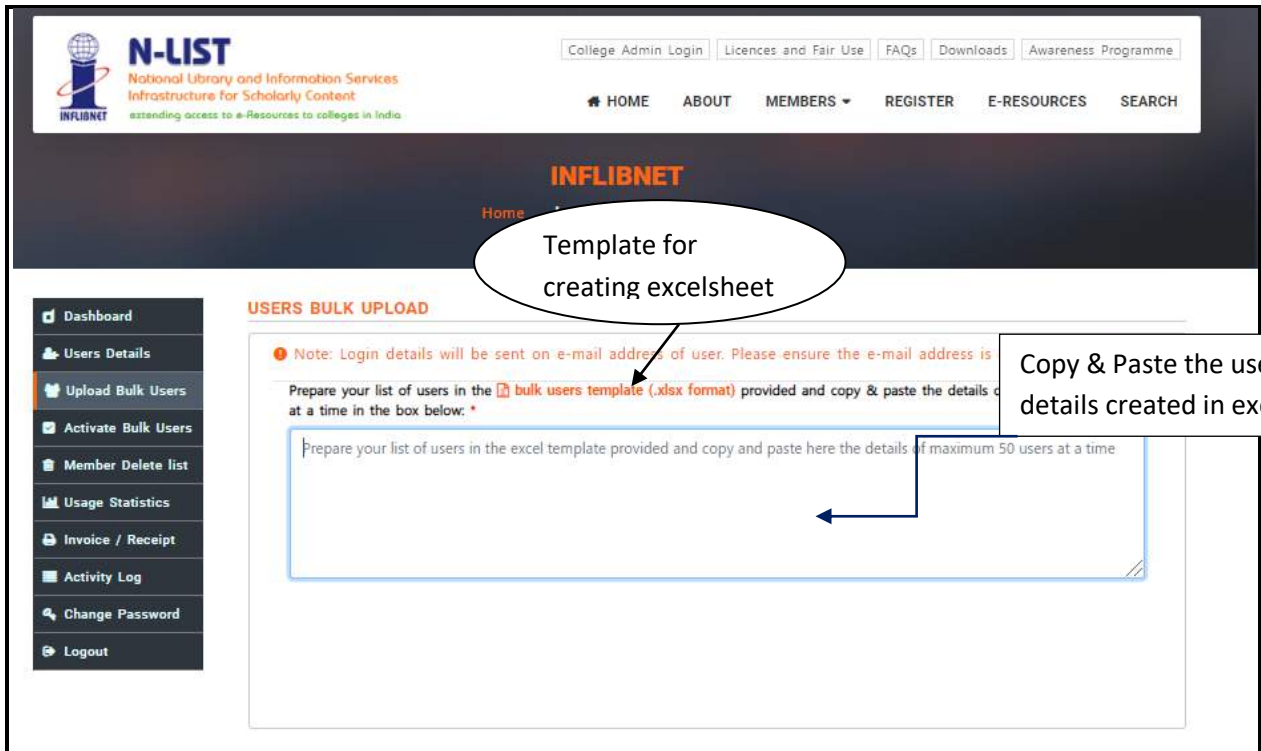 N-LIST
National Library and Information Services
Infrastructure for Scholarly Content
extending access to e-Resources to colleges in India
INFLIBNET
College Admin Login Licences and Fair Use FAQs Downloads Awareness Programme
HOME ABOUT MEMBERS REGISTER E-RESOURCES SEARCH
INFLIBNET
Home
Template for
creating excelsheet
Dashboard
Users Details
Upload Bulk Users
Activate Bulk Users
Member Delete list
Usage Statistics
Invoice / Receipt
Activity Log
Change Password
Logout
USERS BULK UPLOAD
Note: Login details will be sent on e-mail address of user. Please ensure the e-mail address is
Prepare your list of users in the bulk users template (.xlsx format) provided and copy & paste the details
at a time in the box below: *
Copy & Paste the use
details created in
Prepare your list of users in the excel template provided and copy and paste here the details of maximum 50 users at a time